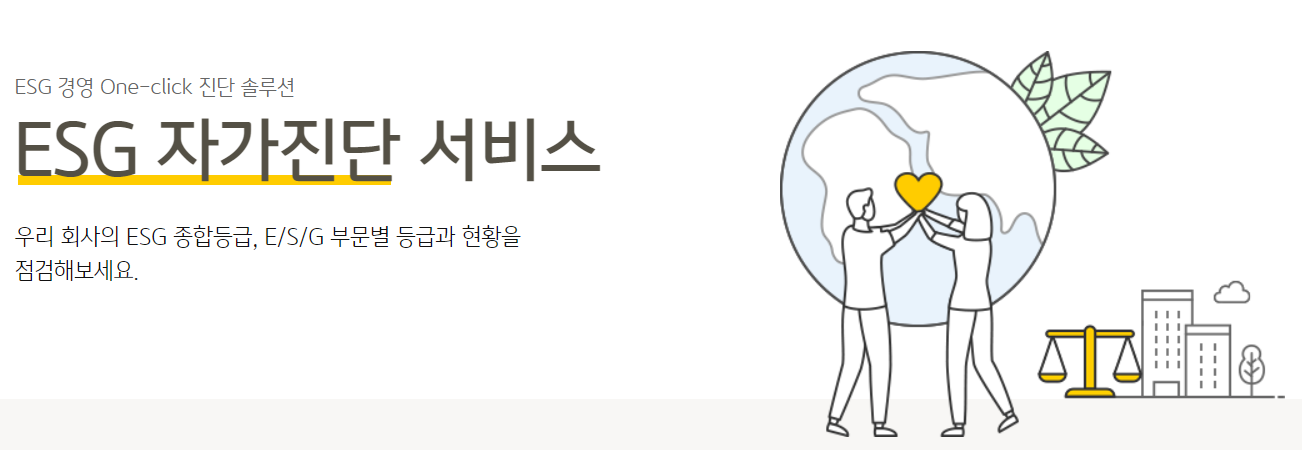 ESG 경영 One-click 진단 솔루션
ESG 자가진단 서비스
우리 회사의 ESG 종합등급, E/S/G 부문별 등급과 현황을
점검해보세요.